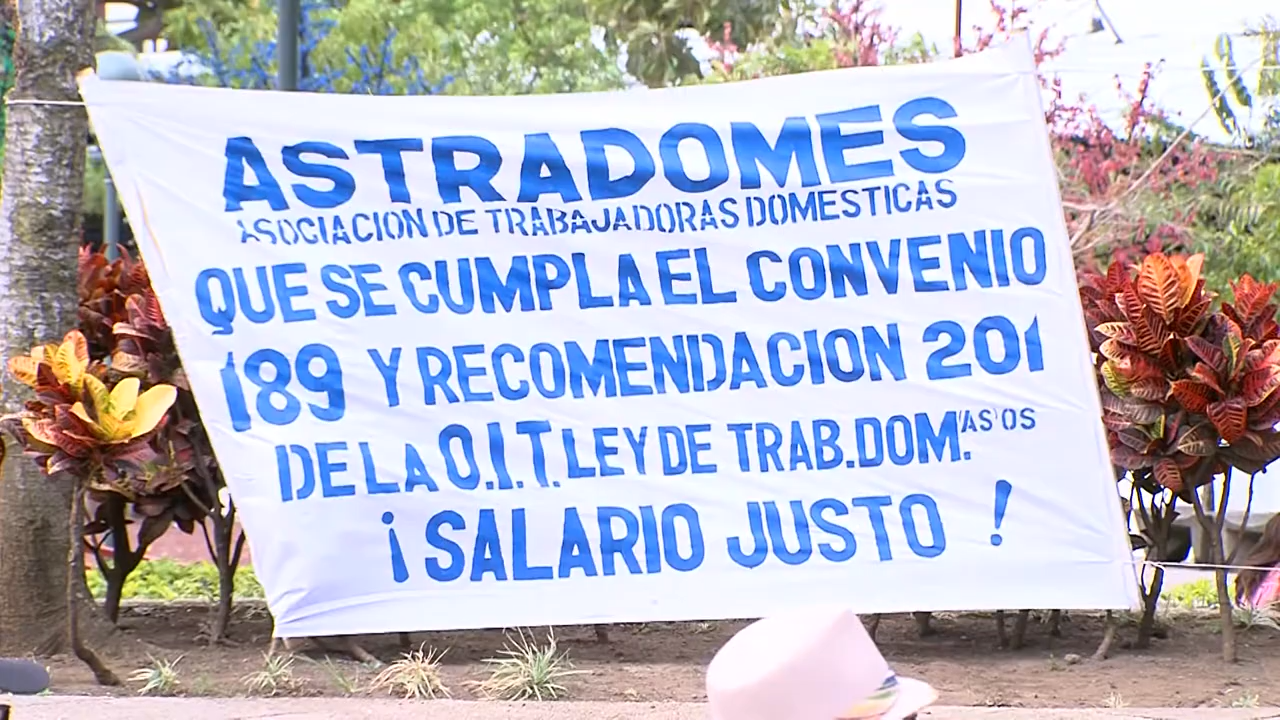 ASTRADOMES
ASOCIACION DE TRABAJADORAS DOMESTICAS
QUE SE CUMPLA EL CONVENIO
189 Y RECOMENDACION 201
DE LA O.I.T. LEY DE TRAB.DOM.'AS'OS
¡SALARIO JUSTO!